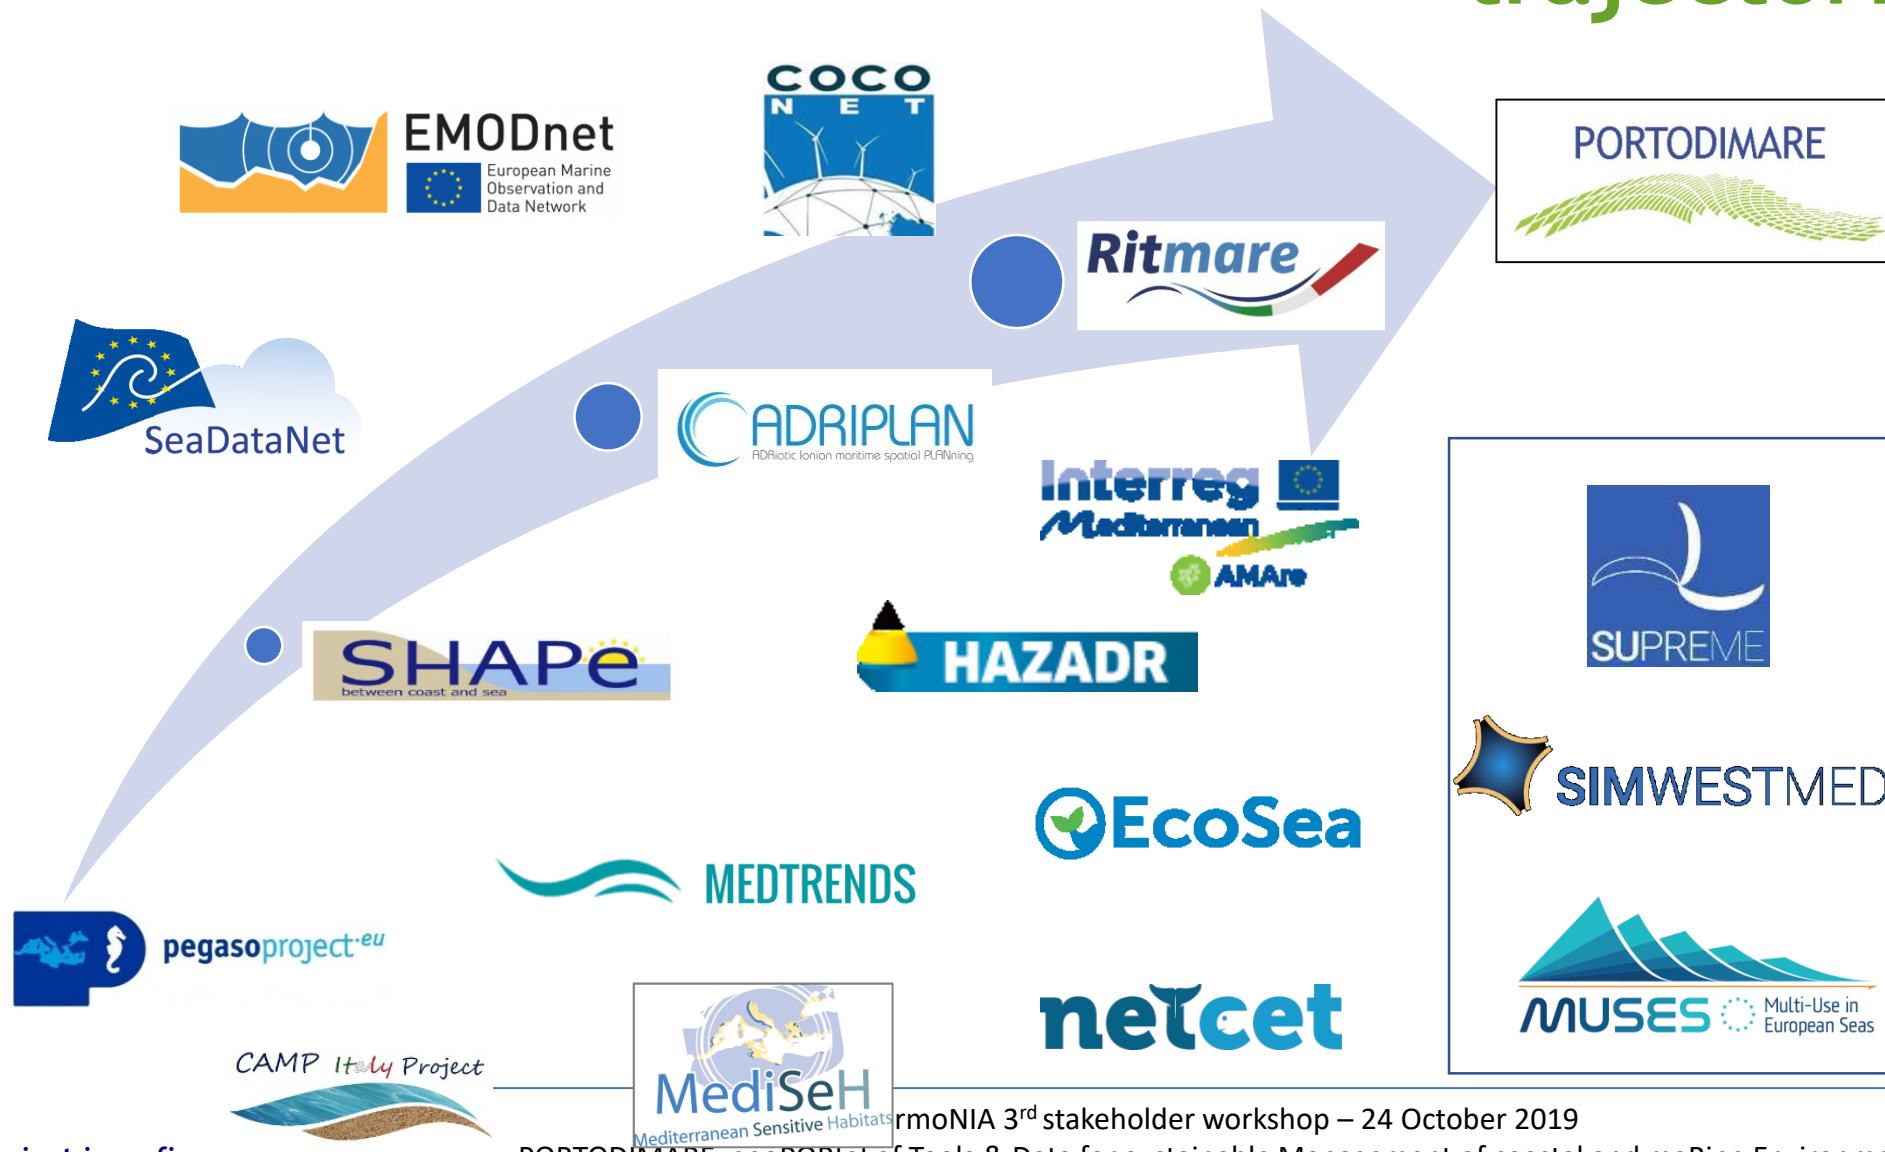 COCO
NET
EMODnet
European Marine
Observation and
Data Network
PORTODIMARE
Ritmare
SeaDataNet
ADRIPLAN
ADRiatic Ionian maritime spatial PLANning
Interreg
Mediterranean
AMAre
SUPREME
SHAPe
between coast and sea
HAZADR
SIMWESTMED
EcoSea
MEDTRENDS
pegasoproject.eu
netcet
MUSES
Multi-Use in
European Seas
CAMP Italy Project
MediSeH
Mediterranean Sensitive Habitats
rmoNIA 3rd stakeholder workshop – 24 October 2019